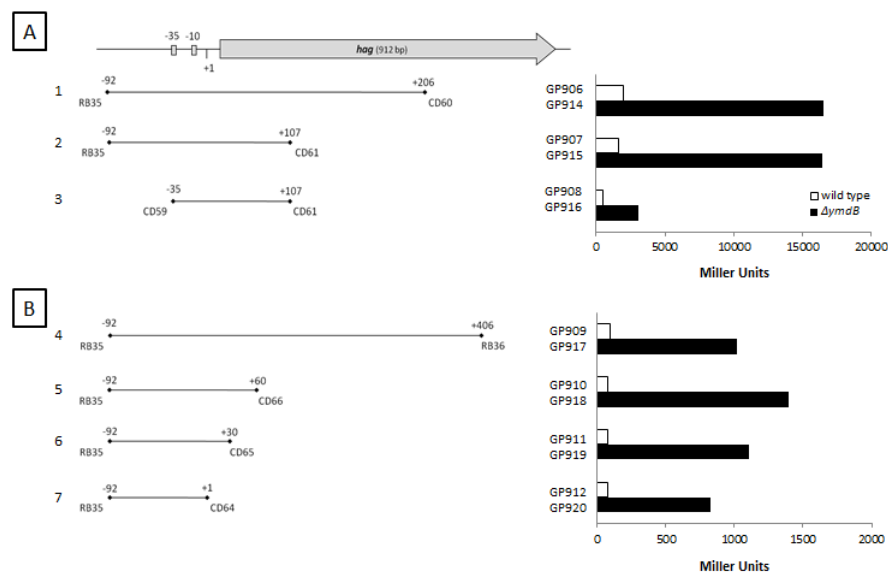 A
-35 -10
hag (912 bp)
+1
1 -92 +206
RB35 CD60
2 -92 +107
RB35 CD61
3 -35 +107
CD59 CD61
GP906
GP914
GP907
GP915
GP908
GP916
wild type
ΔymdB
0 5000 10000 15000 20000
Miller Units
B
4 -92 +406
RB35 RB36
5 -92 +60
RB35 CD66
6 -92 +30
RB35 CD65
7 -92 +1
RB35 CD64
GP909
GP917
GP910
GP918
GP911
GP919
GP912
GP920
0 500 1000 1500 2000
Miller Units